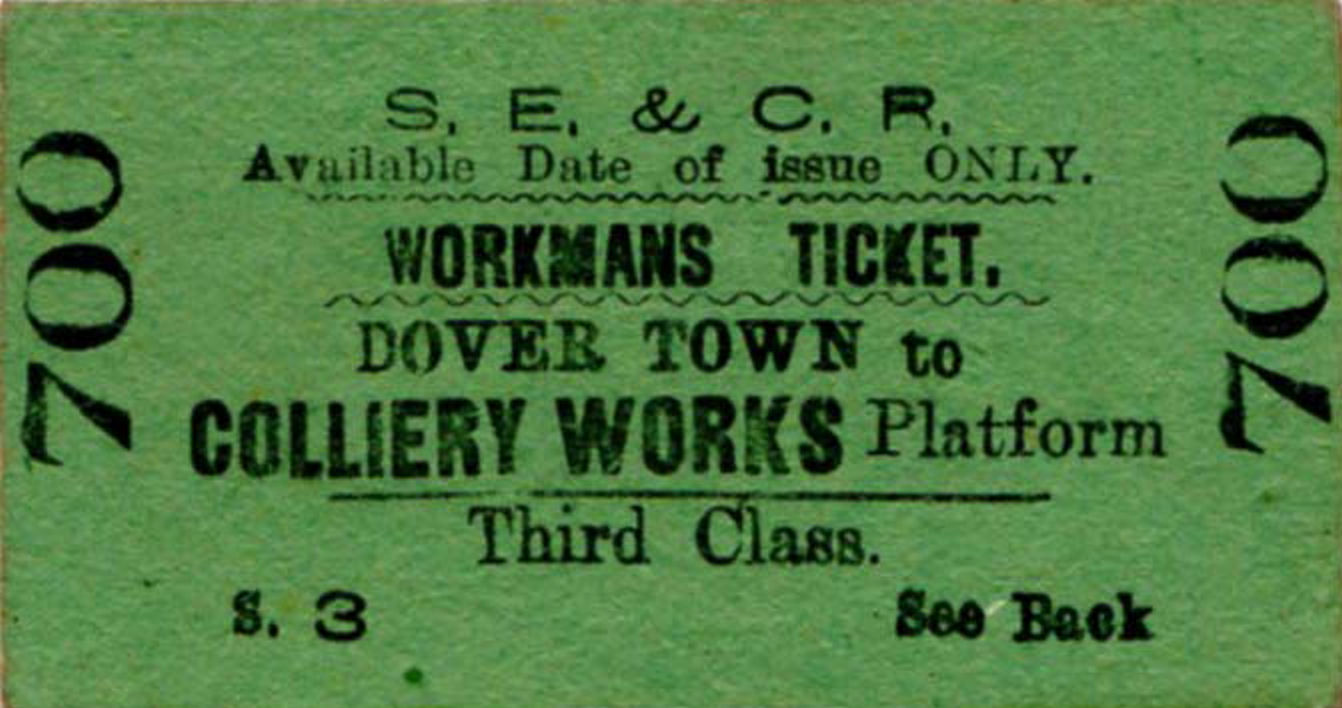 S. E. & C. R.
Available Date of issue ONLY.
WORKMANS TICKET.
DOVER TOWN to
COLLIERY WORKS Platform
Third Class.
S. 3 See Back
700
700